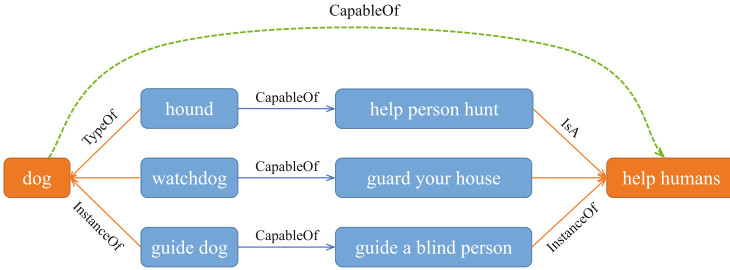 CapableOf
hound
CapableOf
help person hunt
TypeOf
IsA
dog
watchdog
CapableOf
guard your house
help humans
InstanceOf
InstanceOf
guide dog
CapableOf
guide a blind person